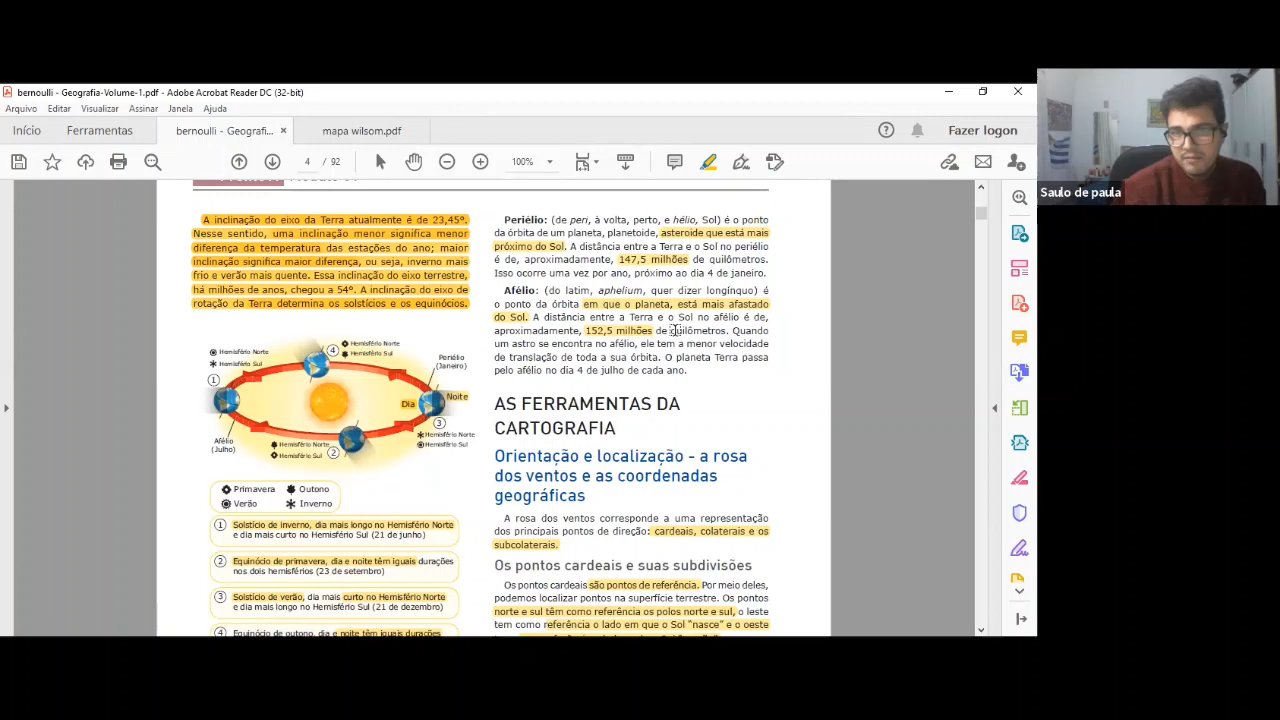 bernoulli - Geografia-Volume-1.pdf - Adobe Acrobat Reader DC (32-bit)
Arquivo Editar Visualizar Assinar Janela Ajuda
Início Ferramentas bernoulli - Geografi... × mapa wilsom.pdf Fazer logon
4 / 92 100%
Saulo de paula
A inclinação do eixo da Terra atualmente é de 23,45°.
Nesse sentido, uma inclinação menor significa menor
diferença da temperatura das estações do ano; maior
inclinação significa maior diferença, ou seja, inverno mais
frio e verão mais quente. Essa inclinação do eixo terrestre,
há milhões de anos, chegou a 54°. A inclinação do eixo de
rotação da Terra determina os solstícios e os equinócios.
Hemisfério Norte
Hemisfério Sul
1
4
Hemisfério Norte
Hemisfério Sul
Periélio
(Janeiro)
Dia
Noite
3
Hemisfério Norte
Hemisfério Sul
Afélio
(Julho)
Hemisfério Norte
Hemisfério Sul
2
Primavera Outono
Verão Inverno
1 Solstício de inverno, dia mais longo no Hemisfério Norte
e dia mais curto no Hemisfério Sul (21 de junho)
2 Equinócio de primavera, dia e noite têm iguais durações
nos dois hemisférios (23 de setembro)
3 Solstício de verão, dia mais curto no Hemisfério Norte
e dia mais longo no Hemisfério Sul (21 de dezembro)
4 Equinócio de outono, dia e noite têm iguais durações
Periélio: (de peri, à volta, perto, e hélio, Sol) é o ponto
da órbita de um planeta, planetoide, asteroide que está mais
próximo do Sol. A distância entre a Terra e o Sol no periélio
é de, aproximadamente, 147,5 milhões de quilômetros.
Isso ocorre uma vez por ano, próximo ao dia 4 de janeiro.
Afélio: (do latim, aphelium, quer dizer longínquo) é
o ponto da órbita em que o planeta, está mais afastado
do Sol. A distância entre a Terra e o Sol no afélio é de,
aproximadamente, 152,5 milhões de quilômetros. Quando
um astro se encontra no afélio, ele tem a menor velocidade
de translação de toda a sua órbita. O planeta Terra passa
pelo afélio no dia 4 de julho de cada ano.
AS FERRAMENTAS DA
CARTOGRAFIA
Orientação e localização - a rosa
dos ventos e as coordenadas
geográficas
A rosa dos ventos corresponde a uma representação
dos principais pontos de direção: cardeais, colaterais e os
subcolaterais.
Os pontos cardeais e suas subdivisões
Os pontos cardeais são pontos de referência. Por meio deles,
podemos localizar pontos na superfície terrestre. Os pontos
norte e sul têm como referência os polos norte e sul, o leste
tem como referência o lado em que o Sol "nasce" e o oeste